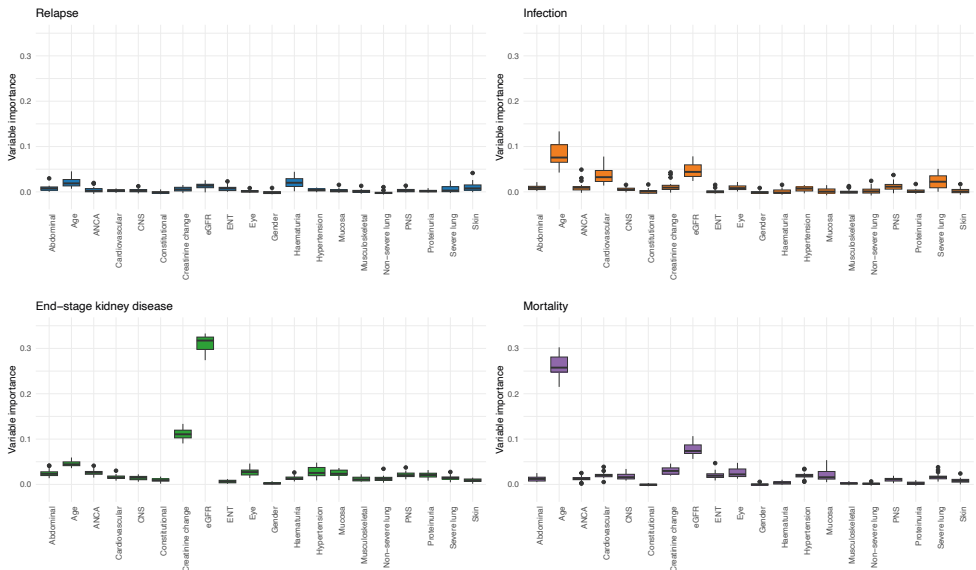 Relapse
Variable importance
0.3
0.2
0.1
0.0
Abdominal
Age
ANCA
Cardiovascular
CNS
Constitutional
Creatinine change
eGFR
ENT
Eye
Gender
Haematuria
Hypertension
Mucosa
Musculoskeletal
Non-severe lung
PNS
Proteinuria
Severe lung
Skin
Infection
Variable importance
0.3
0.2
0.1
0.0
Abdominal
Age
ANCA
Cardiovascular
CNS
Constitutional
Creatinine change
eGFR
ENT
Eye
Gender
Haematuria
Hypertension
Mucosa
Musculoskeletal
Non-severe lung
PNS
Proteinuria
Severe lung
Skin
End-stage kidney disease
Variable importance
0.3
0.2
0.1
0.0
Abdominal
Age
ANCA
Cardiovascular
CNS
Constitutional
Creatinine change
eGFR
ENT
Eye
Gender
Haematuria
Hypertension
Mucosa
Musculoskeletal
Non-severe lung
PNS
Proteinuria
Severe lung
Skin
Mortality
Variable importance
0.3
0.2
0.1
0.0
Abdominal
Age
ANCA
Cardiovascular
CNS
Constitutional
Creatinine change
eGFR
ENT
Eye
Gender
Haematuria
Hypertension
Mucosa
Musculoskeletal
Non-severe lung
PNS
Proteinuria
Severe lung
Skin